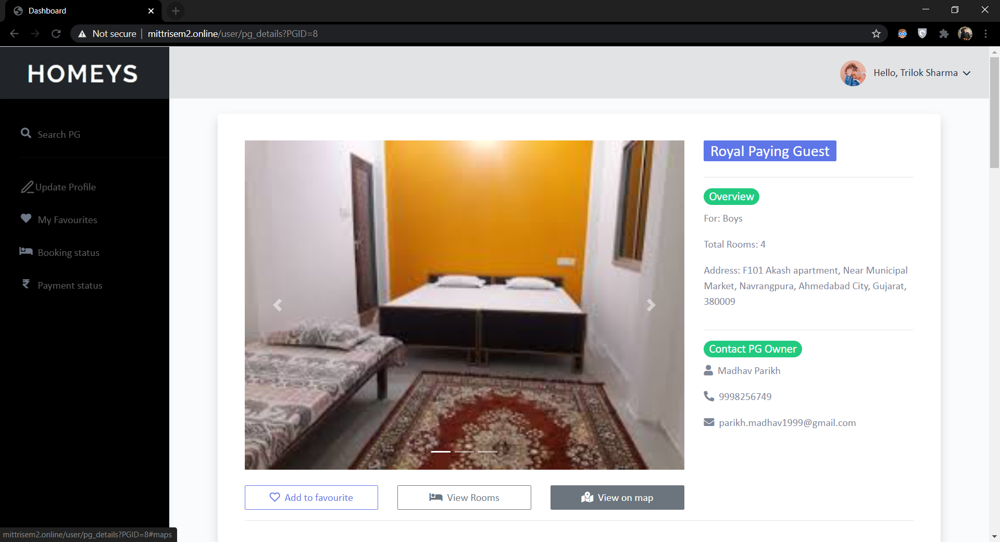 Dashboard
Not secure
mittrisem2.online/user/pg_details?PGID=8
HOMEYS
Hello, Trilok Sharma
Search PG
Update Profile
My Favourites
Booking status
Payment status
Royal Paying Guest
Overview
For: Boys
Total Rooms: 4
Address: F101 Akash apartment, Near Municipal
Market, Navrangpura, Ahmedabad City, Gujarat,
380009
Contact PG Owner
Madhav Parikh
9998256749
parikh.madhav1999@gmail.com
Add to favourite
View Rooms
View on map
mittrisem2.online/user/pg_details?PGID=8#maps